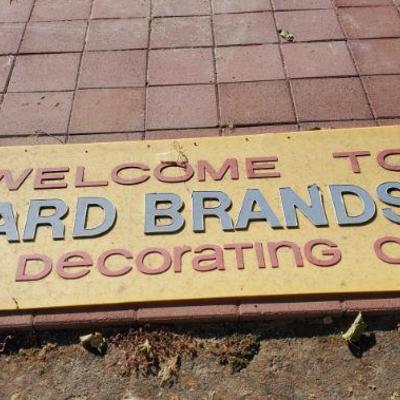 WELCOME TO
ARD BRANDS
DecoraTinG C